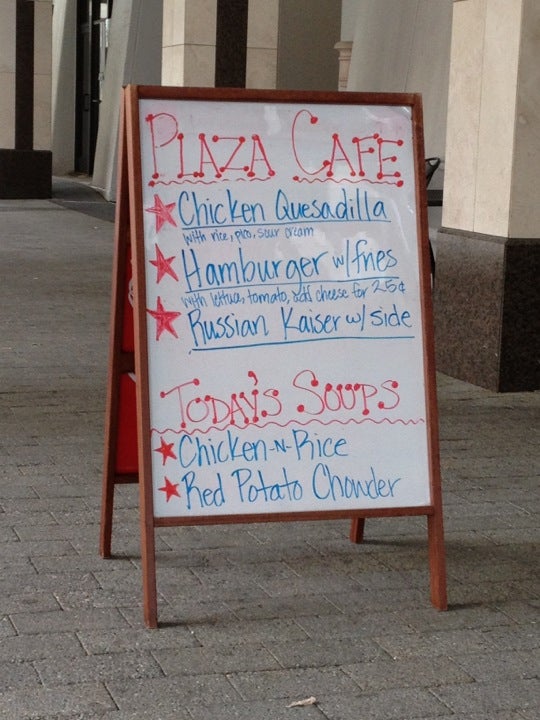 PLAZA CAFE
Chicken Quesadilla
with rice, pico, sour cream
Hamburger w/fries
with lettuce, tomato, add cheese for 25¢
Russian Kaiser w/ side
TODAY'S SOUPS
Chicken-N-Rice
Red Potato Chowder